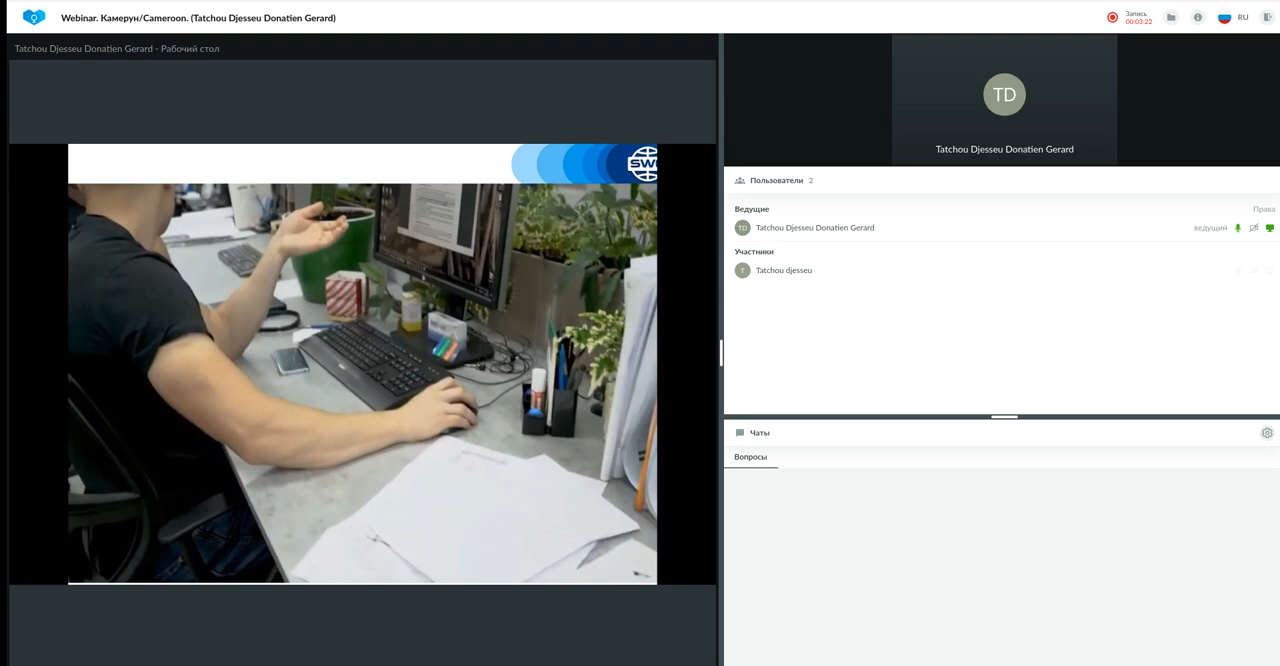 Webinar. Камерун/Cameroon. (Tatchou Djesseu Donatien Gerard)
Запись
00:03:22
RU
Tatchou Djesseu Donatien Gerard - Рабочий стол
SW
TD
Tatchou Djesseu Donatien Gerard
Пользователи 2
Ведущие Права
TD Tatchou Djesseu Donatien Gerard ведущий
Участники
T Tatchou djesseu
Чаты
Вопросы